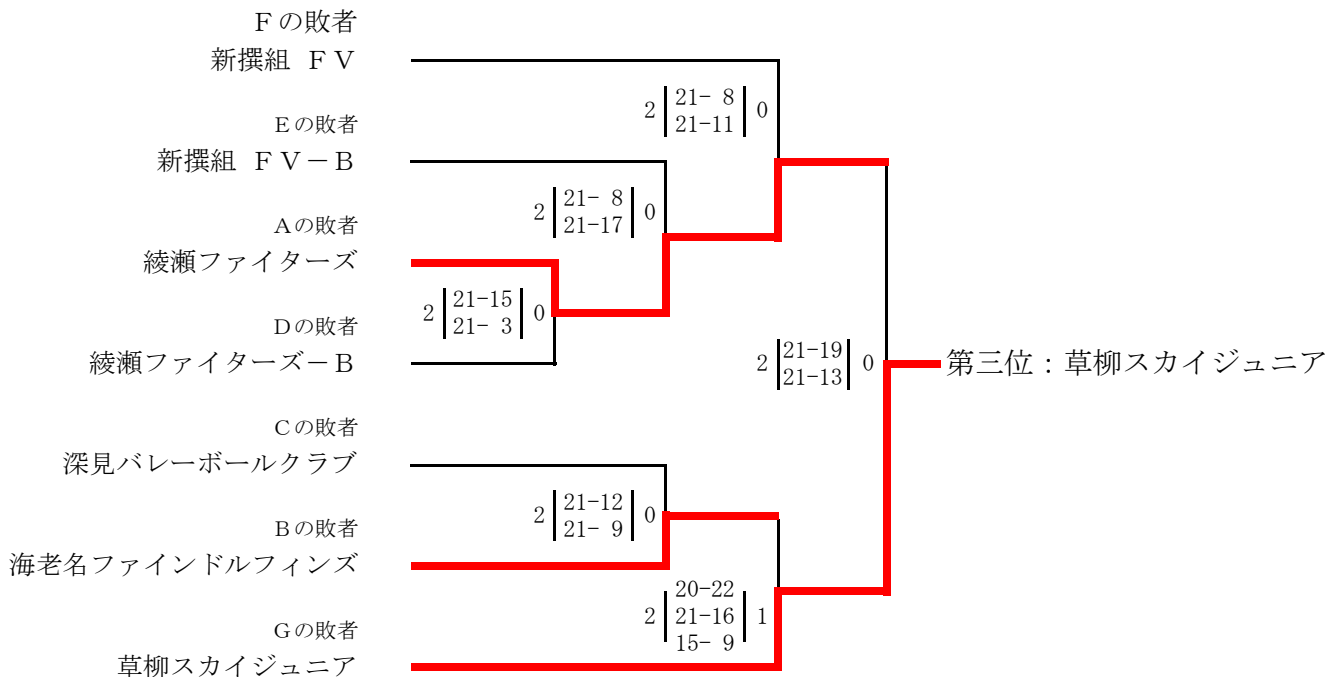 Ｆの敗者
新撰組 ＦＶ
2 21- 8 0
21-11
Ｅの敗者
新撰組 ＦＶ－Ｂ
2 21- 8 0
21-17
Ａの敗者
綾瀬ファイターズ
2 21-15 0
21- 3
Ｄの敗者
綾瀬ファイターズ－Ｂ
2 21-19 0
21-13
第三位：草柳スカイジュニア
Ｃの敗者
深見バレーボールクラブ
2 21-12 0
21- 9
Ｂの敗者
海老名ファインドルフィンズ
20-22
2 21-16 1
15- 9
Ｇの敗者
草柳スカイジュニア